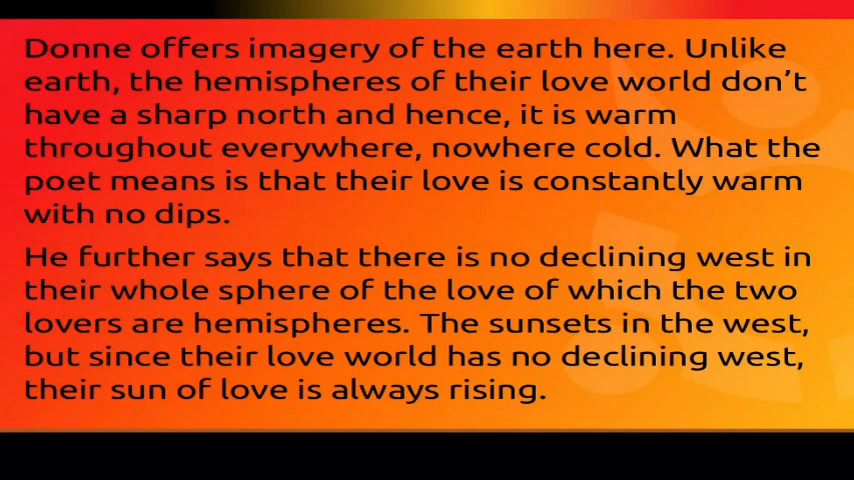 Donne offers imagery of the earth here. Unlike
earth, the hemispheres of their love world don’t
have a sharp north and hence, it is warm
throughout everywhere, nowhere cold. What the
poet means is that their love is constantly warm
with no dips.
He further says that there is no declining west in
their whole sphere of the love of which the two
lovers are hemispheres. The sunsets in the west,
but since their love world has no declining west,
their sun of love is always rising.